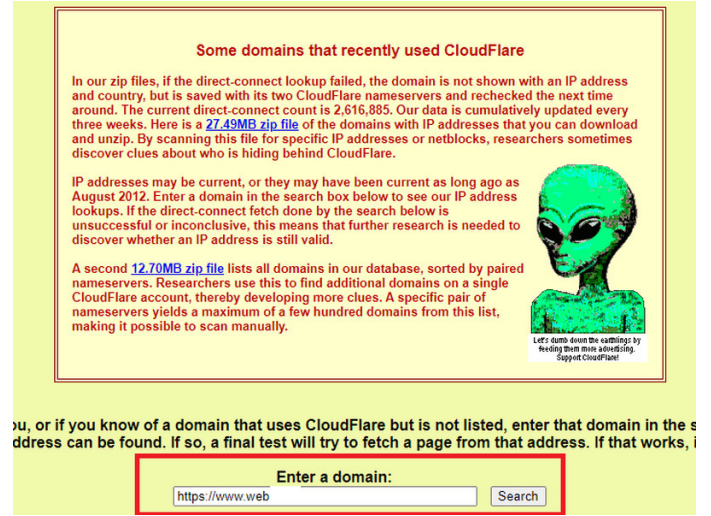 Some domains that recently used CloudFlare
In our zip files, if the direct-connect lookup failed, the domain is not shown with an IP address
and country, but is saved with its two CloudFlare nameservers and rechecked the next time
around. The current direct-connect count is 2,616,885. Our data is cumulatively updated every
three weeks. Here is a 27.49MB zip file of the domains with IP addresses that you can download
and unzip. By scanning this file for specific IP addresses or netblocks, researchers sometimes
discover clues about who is hiding behind CloudFlare.
IP addresses may be current, or they may have been current as long ago as
August 2012. Enter a domain in the search box below to see our IP address
lookups. If the direct-connect fetch done by the search below is
unsuccessful or inconclusive, this means that further research is needed to
discover whether an IP address is still valid.
A second 12.70MB zip file lists all domains in our database, sorted by paired
nameservers. Researchers use this to find additional domains on a single
CloudFlare account, thereby developing more clues. A specific pair of
nameservers yields a maximum of a few hundred domains from this list,
making it possible to scan manually.
Let's dumb down the earthlings by
feeding them more advertising.
Support CloudFlare!
ou, or if you know of a domain that uses CloudFlare but is not listed, enter that domain in the s
ddress can be found. If so, a final test will try to fetch a page from that address. If that works, i
Enter a domain:
https://www.web
Search